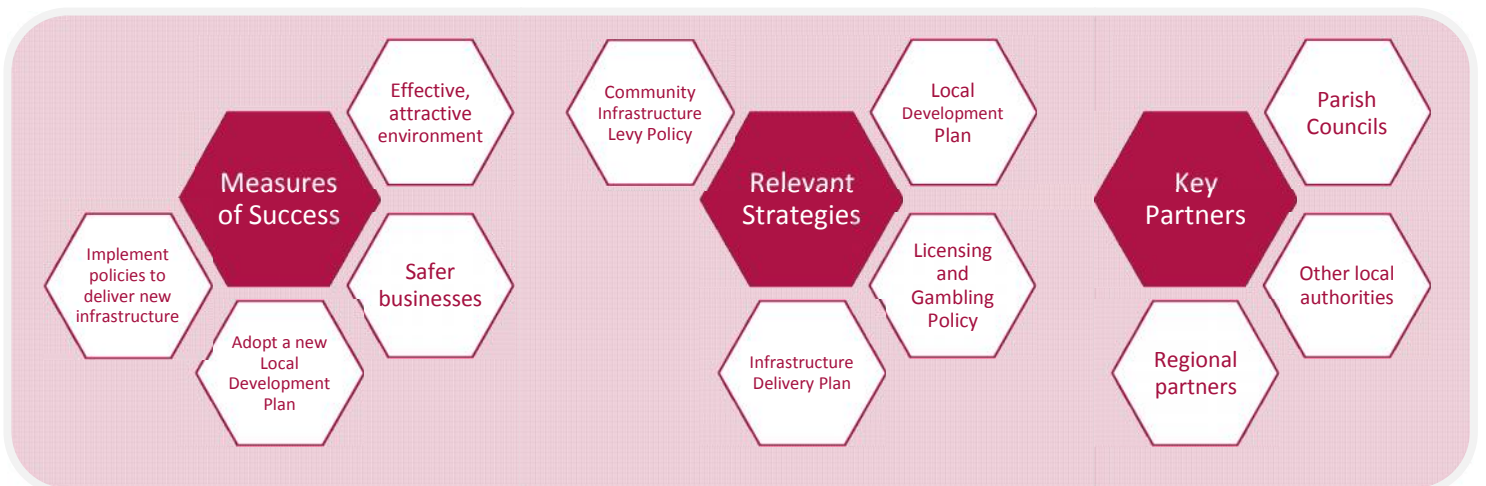 Measures
of Success
Effective,
attractive
environment
Safer
businesses
Adopt a new
Local
Development
Plan
Implement
policies to
deliver new
infrastructure
Relevant
Strategies
Community
Infrastructure
Levy Policy
Local
Development
Plan
Licensing
and
Gambling
Policy
Infrastructure
Delivery Plan
Key
Partners
Parish
Councils
Other local
authorities
Regional
partners